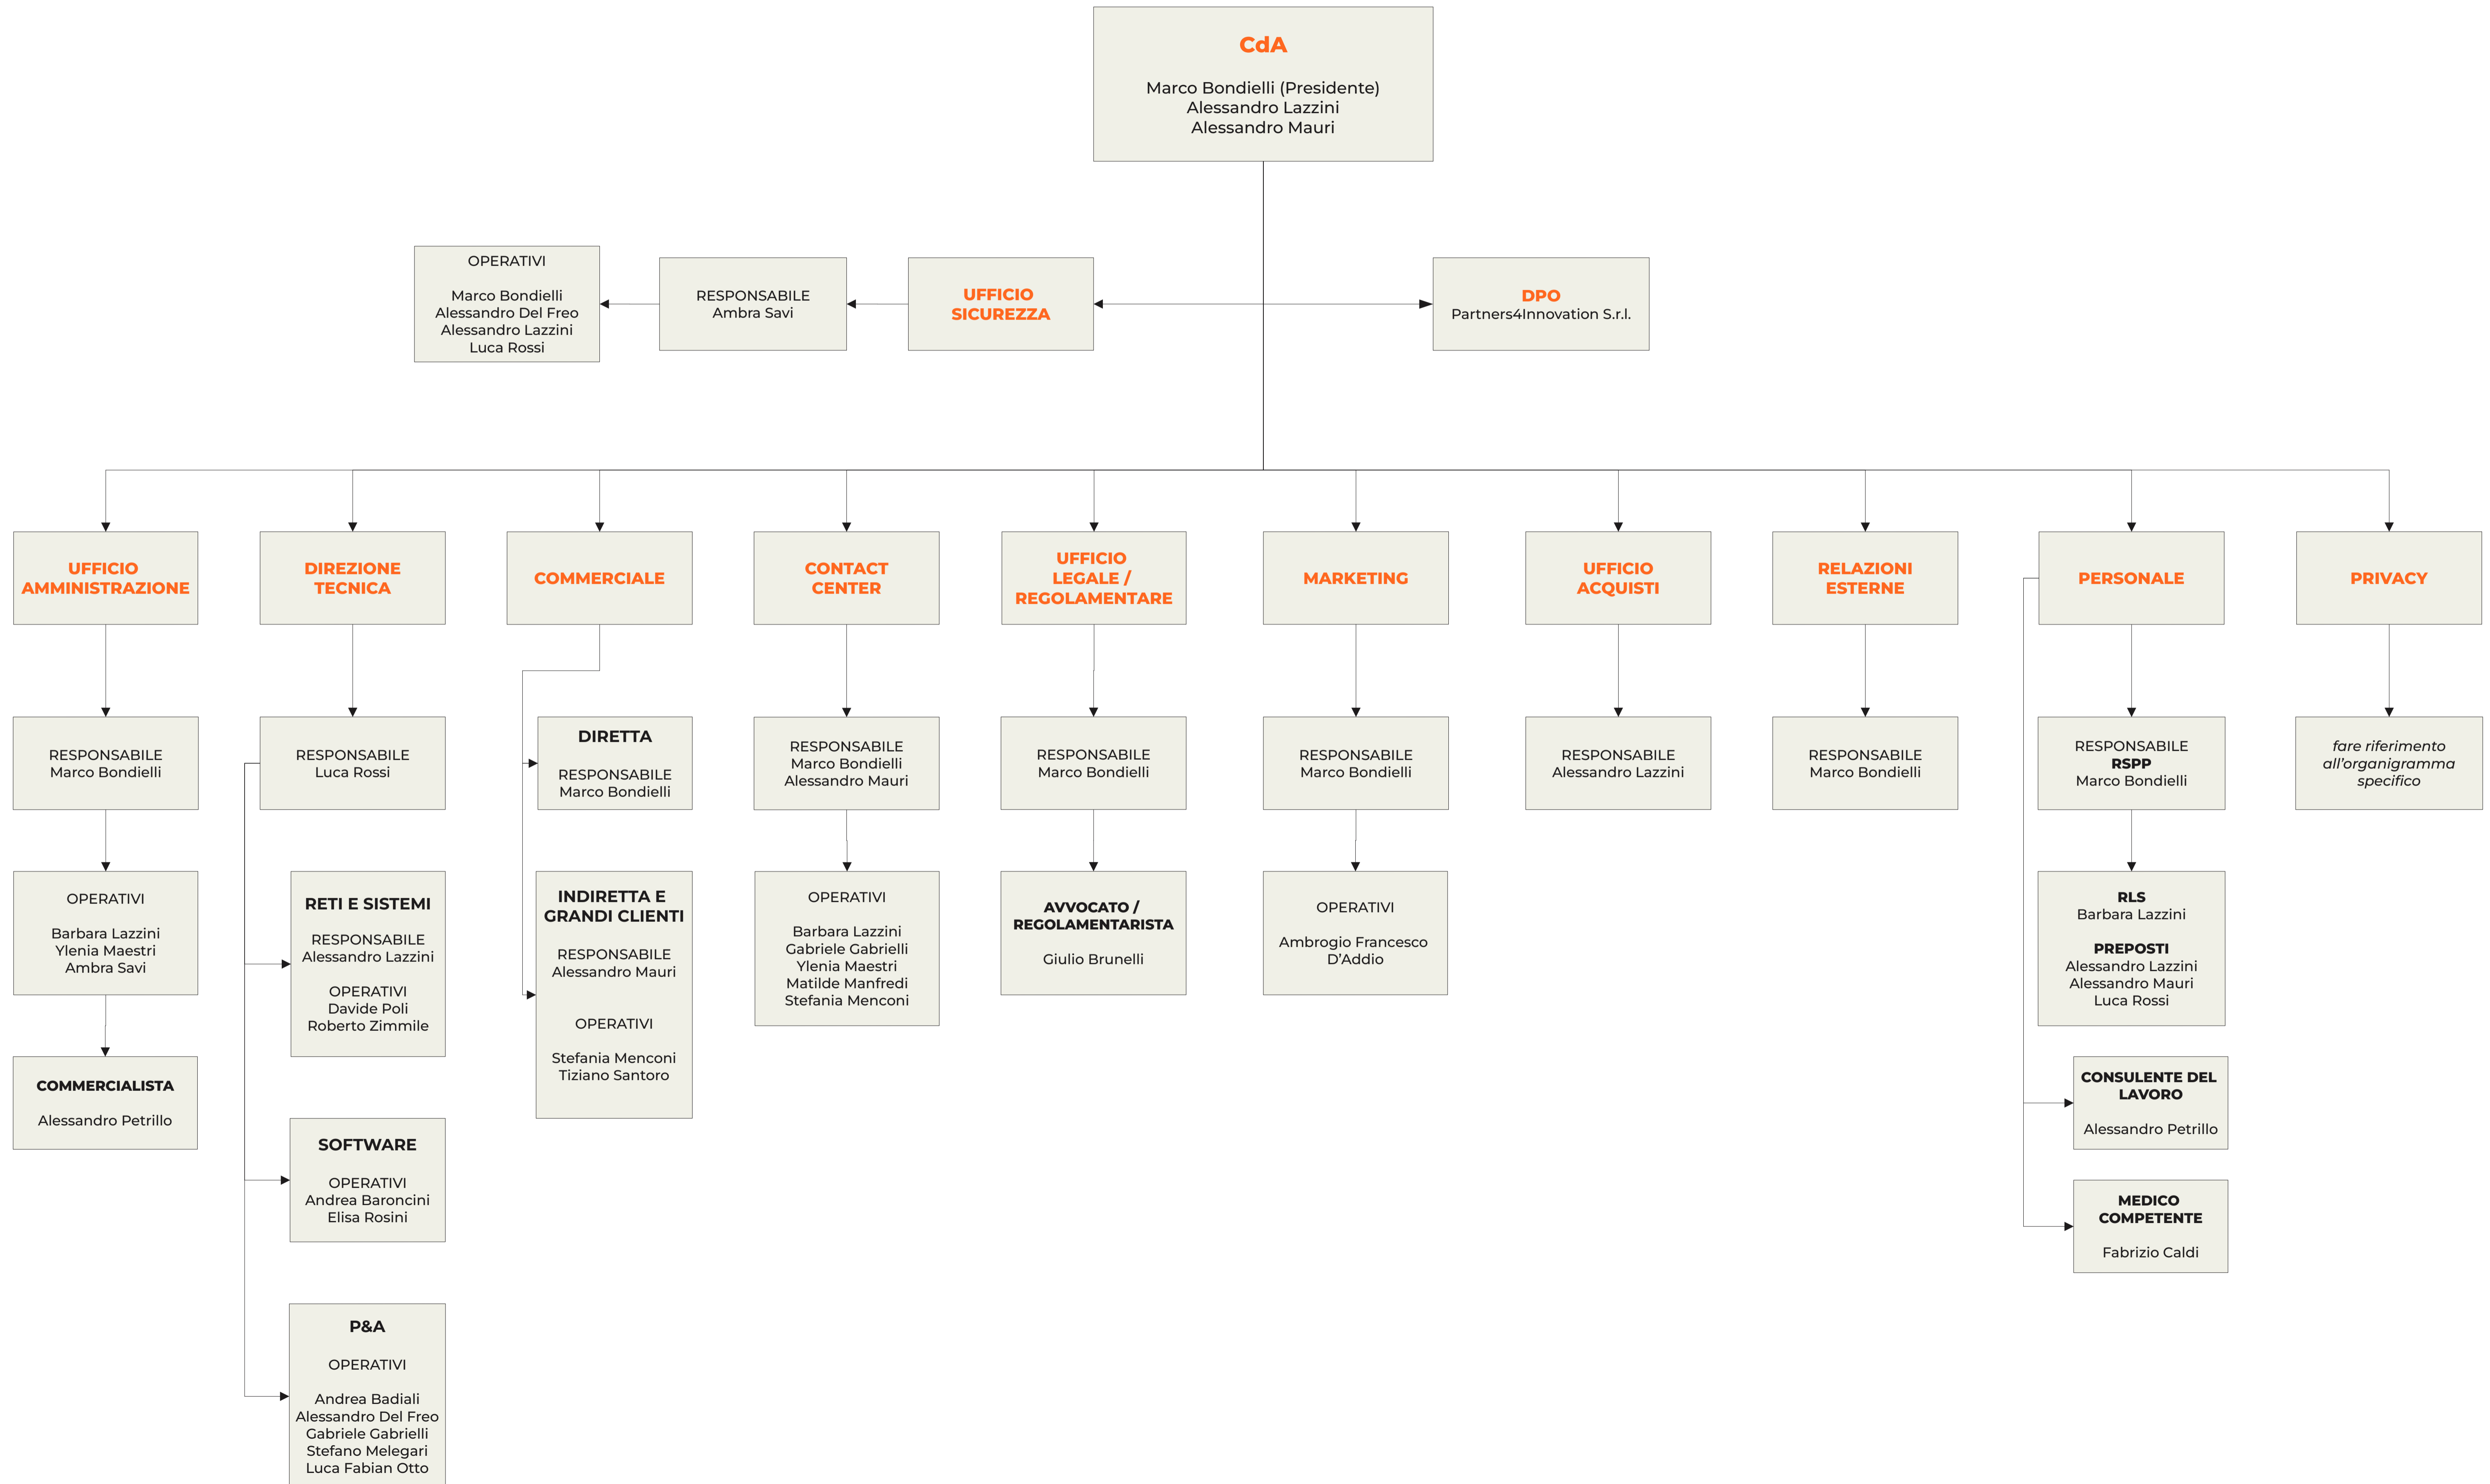 CdA
Marco Bondielli (Presidente)
Alessandro Lazzini
Alessandro Mauri
OPERATIVI
Marco Bondielli
Alessandro Del Freo
Alessandro Lazzini
Luca Rossi
RESPONSABILE
Ambra Savi
UFFICIO
SICUREZZA
DPO
Partners4Innovation S.r.l.
UFFICIO
AMMINISTRAZIONE
DIREZIONE
TECNICA
COMMERCIALE
CONTACT
CENTER
UFFICIO
LEGALE /
REGOLAMENTARE
MARKETING
UFFICIO
ACQUISTI
RELAZIONI
ESTERNE
PERSONALE
PRIVACY
RESPONSABILE
Marco Bondielli
RESPONSABILE
Luca Rossi
DIRETTA
RESPONSABILE
Marco Bondielli
RESPONSABILE
Marco Bondielli
Alessandro Mauri
RESPONSABILE
Marco Bondielli
RESPONSABILE
Marco Bondielli
RESPONSABILE
Alessandro Lazzini
RESPONSABILE
Marco Bondielli
RESPONSABILE
RSPP
Marco Bondielli
fare riferimento
all'organigramma
specifico
OPERATIVI
Barbara Lazzini
Ylenia Maestri
Ambra Savi
RETI E SISTEMI
RESPONSABILE
Alessandro Lazzini
OPERATIVI
Davide Poli
Roberto Zimmile
INDIRETTA E
GRANDI CLIENTI
RESPONSABILE
Alessandro Mauri
OPERATIVI
Stefania Menconi
Tiziano Santoro
OPERATIVI
Barbara Lazzini
Gabriele Gabrielli
Ylenia Maestri
Matilde Manfredi
Stefania Menconi
AVVOCATO /
REGOLAMENTARISTA
Giulio Brunelli
OPERATIVI
Ambrogio Francesco
D'Addio
RLS
Barbara Lazzini
PREPOSTI
Alessandro Lazzini
Alessandro Mauri
Luca Rossi
COMMERCIALISTA
Alessandro Petrillo
CONSULENTE DEL
LAVORO
Alessandro Petrillo
SOFTWARE
OPERATIVI
Andrea Baroncini
Elisa Rosini
MEDICO
COMPETENTE
Fabrizio Caldi
P&A
OPERATIVI
Andrea Badiali
Alessandro Del Freo
Gabriele Gabrielli
Stefano Melegari
Luca Fabian Otto